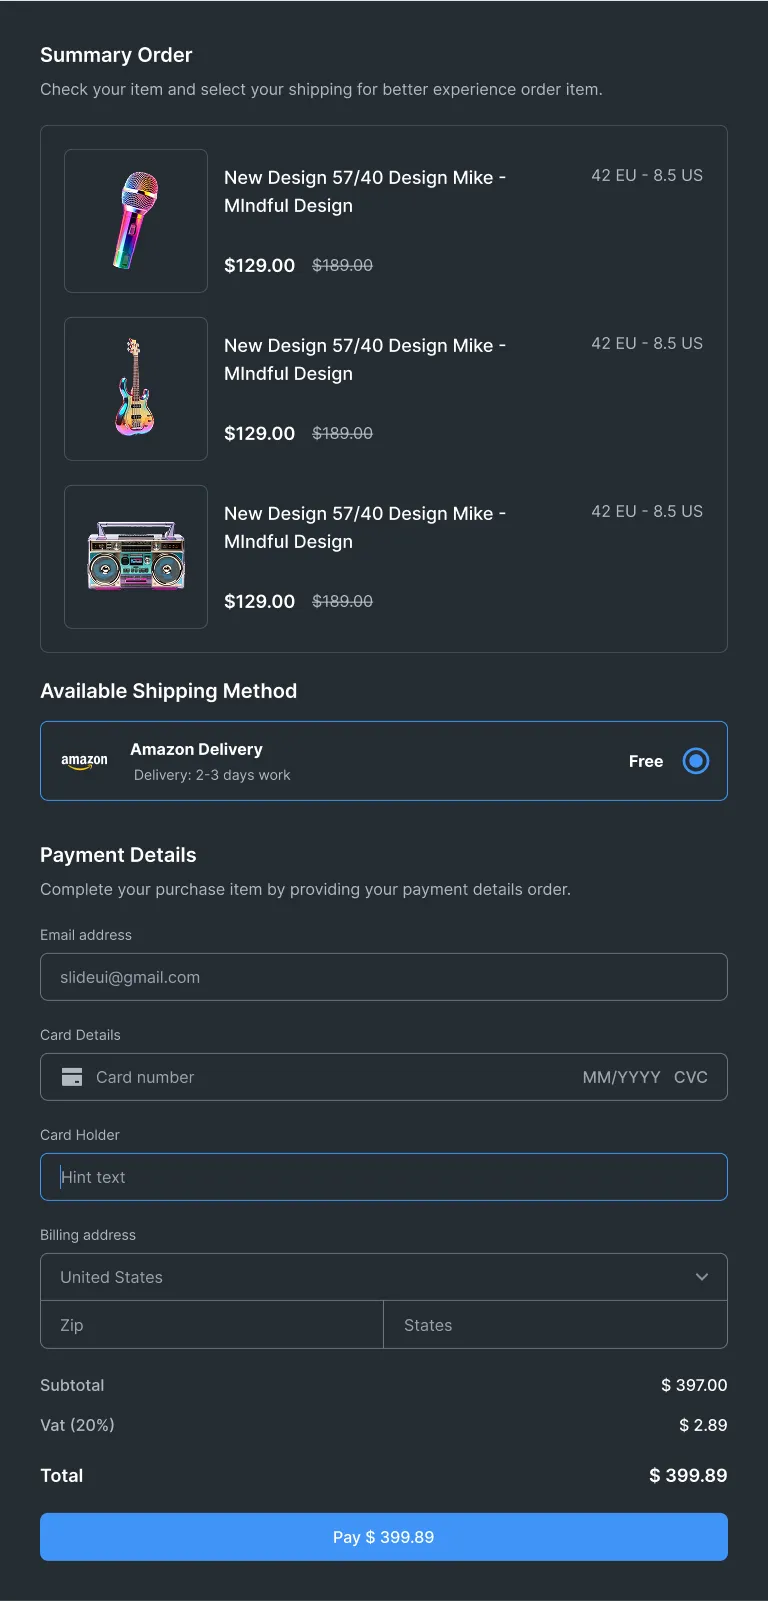 Summary Order
Check your item and select your shipping for better experience order item.
New Design 57/40 Design Mike -
MIndful Design
42 EU - 8.5 US
$129.00 $189.00
New Design 57/40 Design Mike -
MIndful Design
42 EU - 8.5 US
$129.00 $189.00
New Design 57/40 Design Mike -
MIndful Design
42 EU - 8.5 US
$129.00 $189.00
Available Shipping Method
amazon
Amazon Delivery
Delivery: 2-3 days work
Free
Payment Details
Complete your purchase item by providing your payment details order.
Email address
slideui@gmail.com
Card Details
Card number MM/YYYY CVC
Card Holder
Hint text
Billing address
United States
Zip States
Subtotal $ 397.00
Vat (20%) $ 2.89
Total $ 399.89
Pay $ 399.89